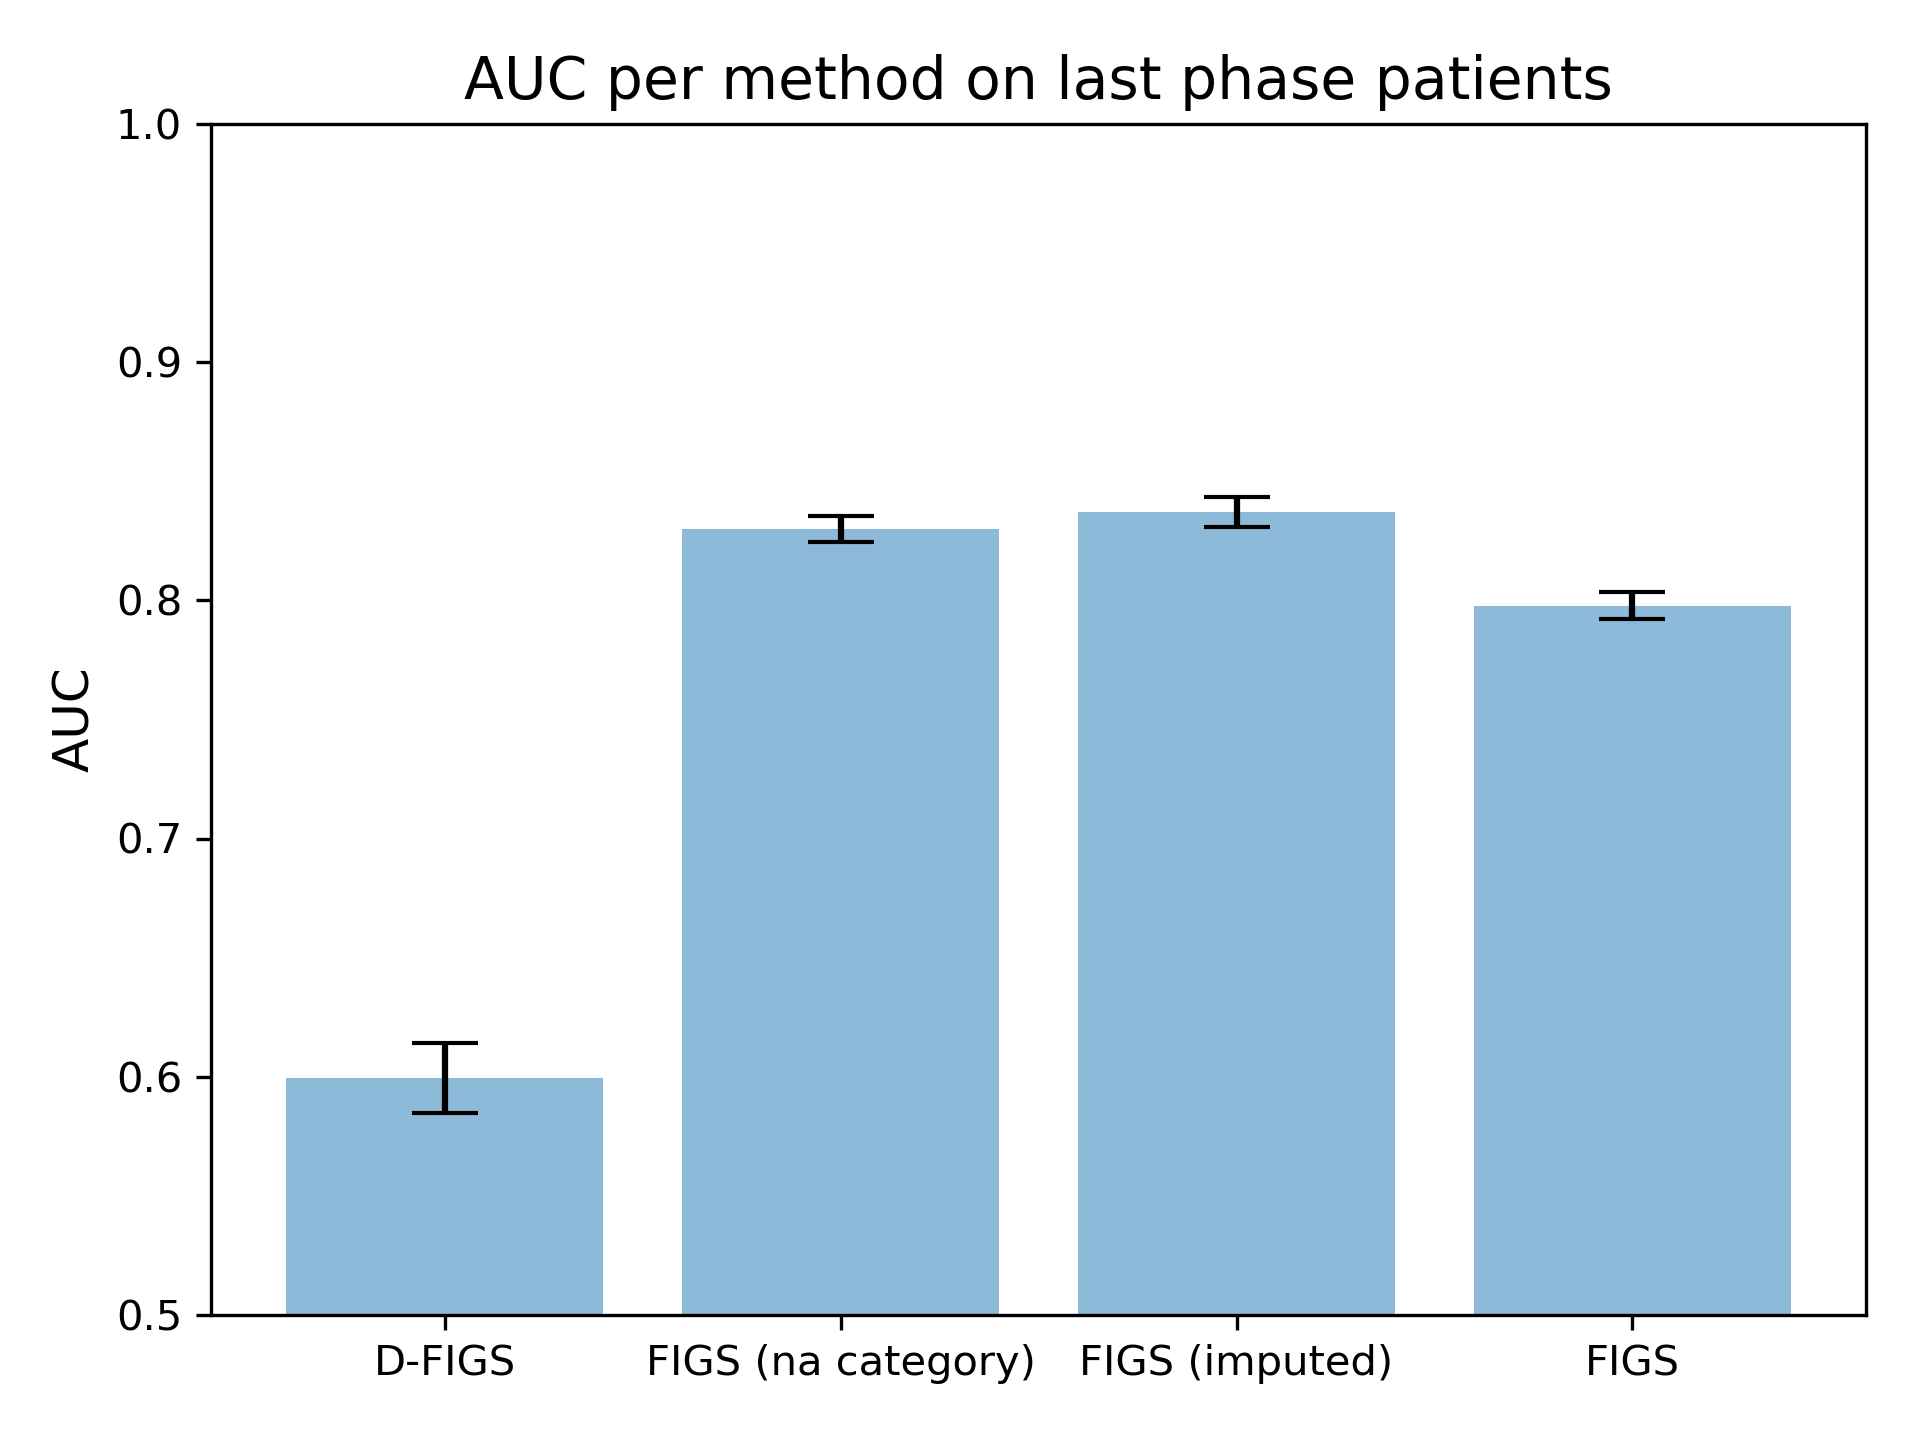 AUC per method on last phase patients
1.0
0.9
0.8
0.7
0.6
0.5
AUC
D-FIGS
FIGS (na category)
FIGS (imputed)
FIGS